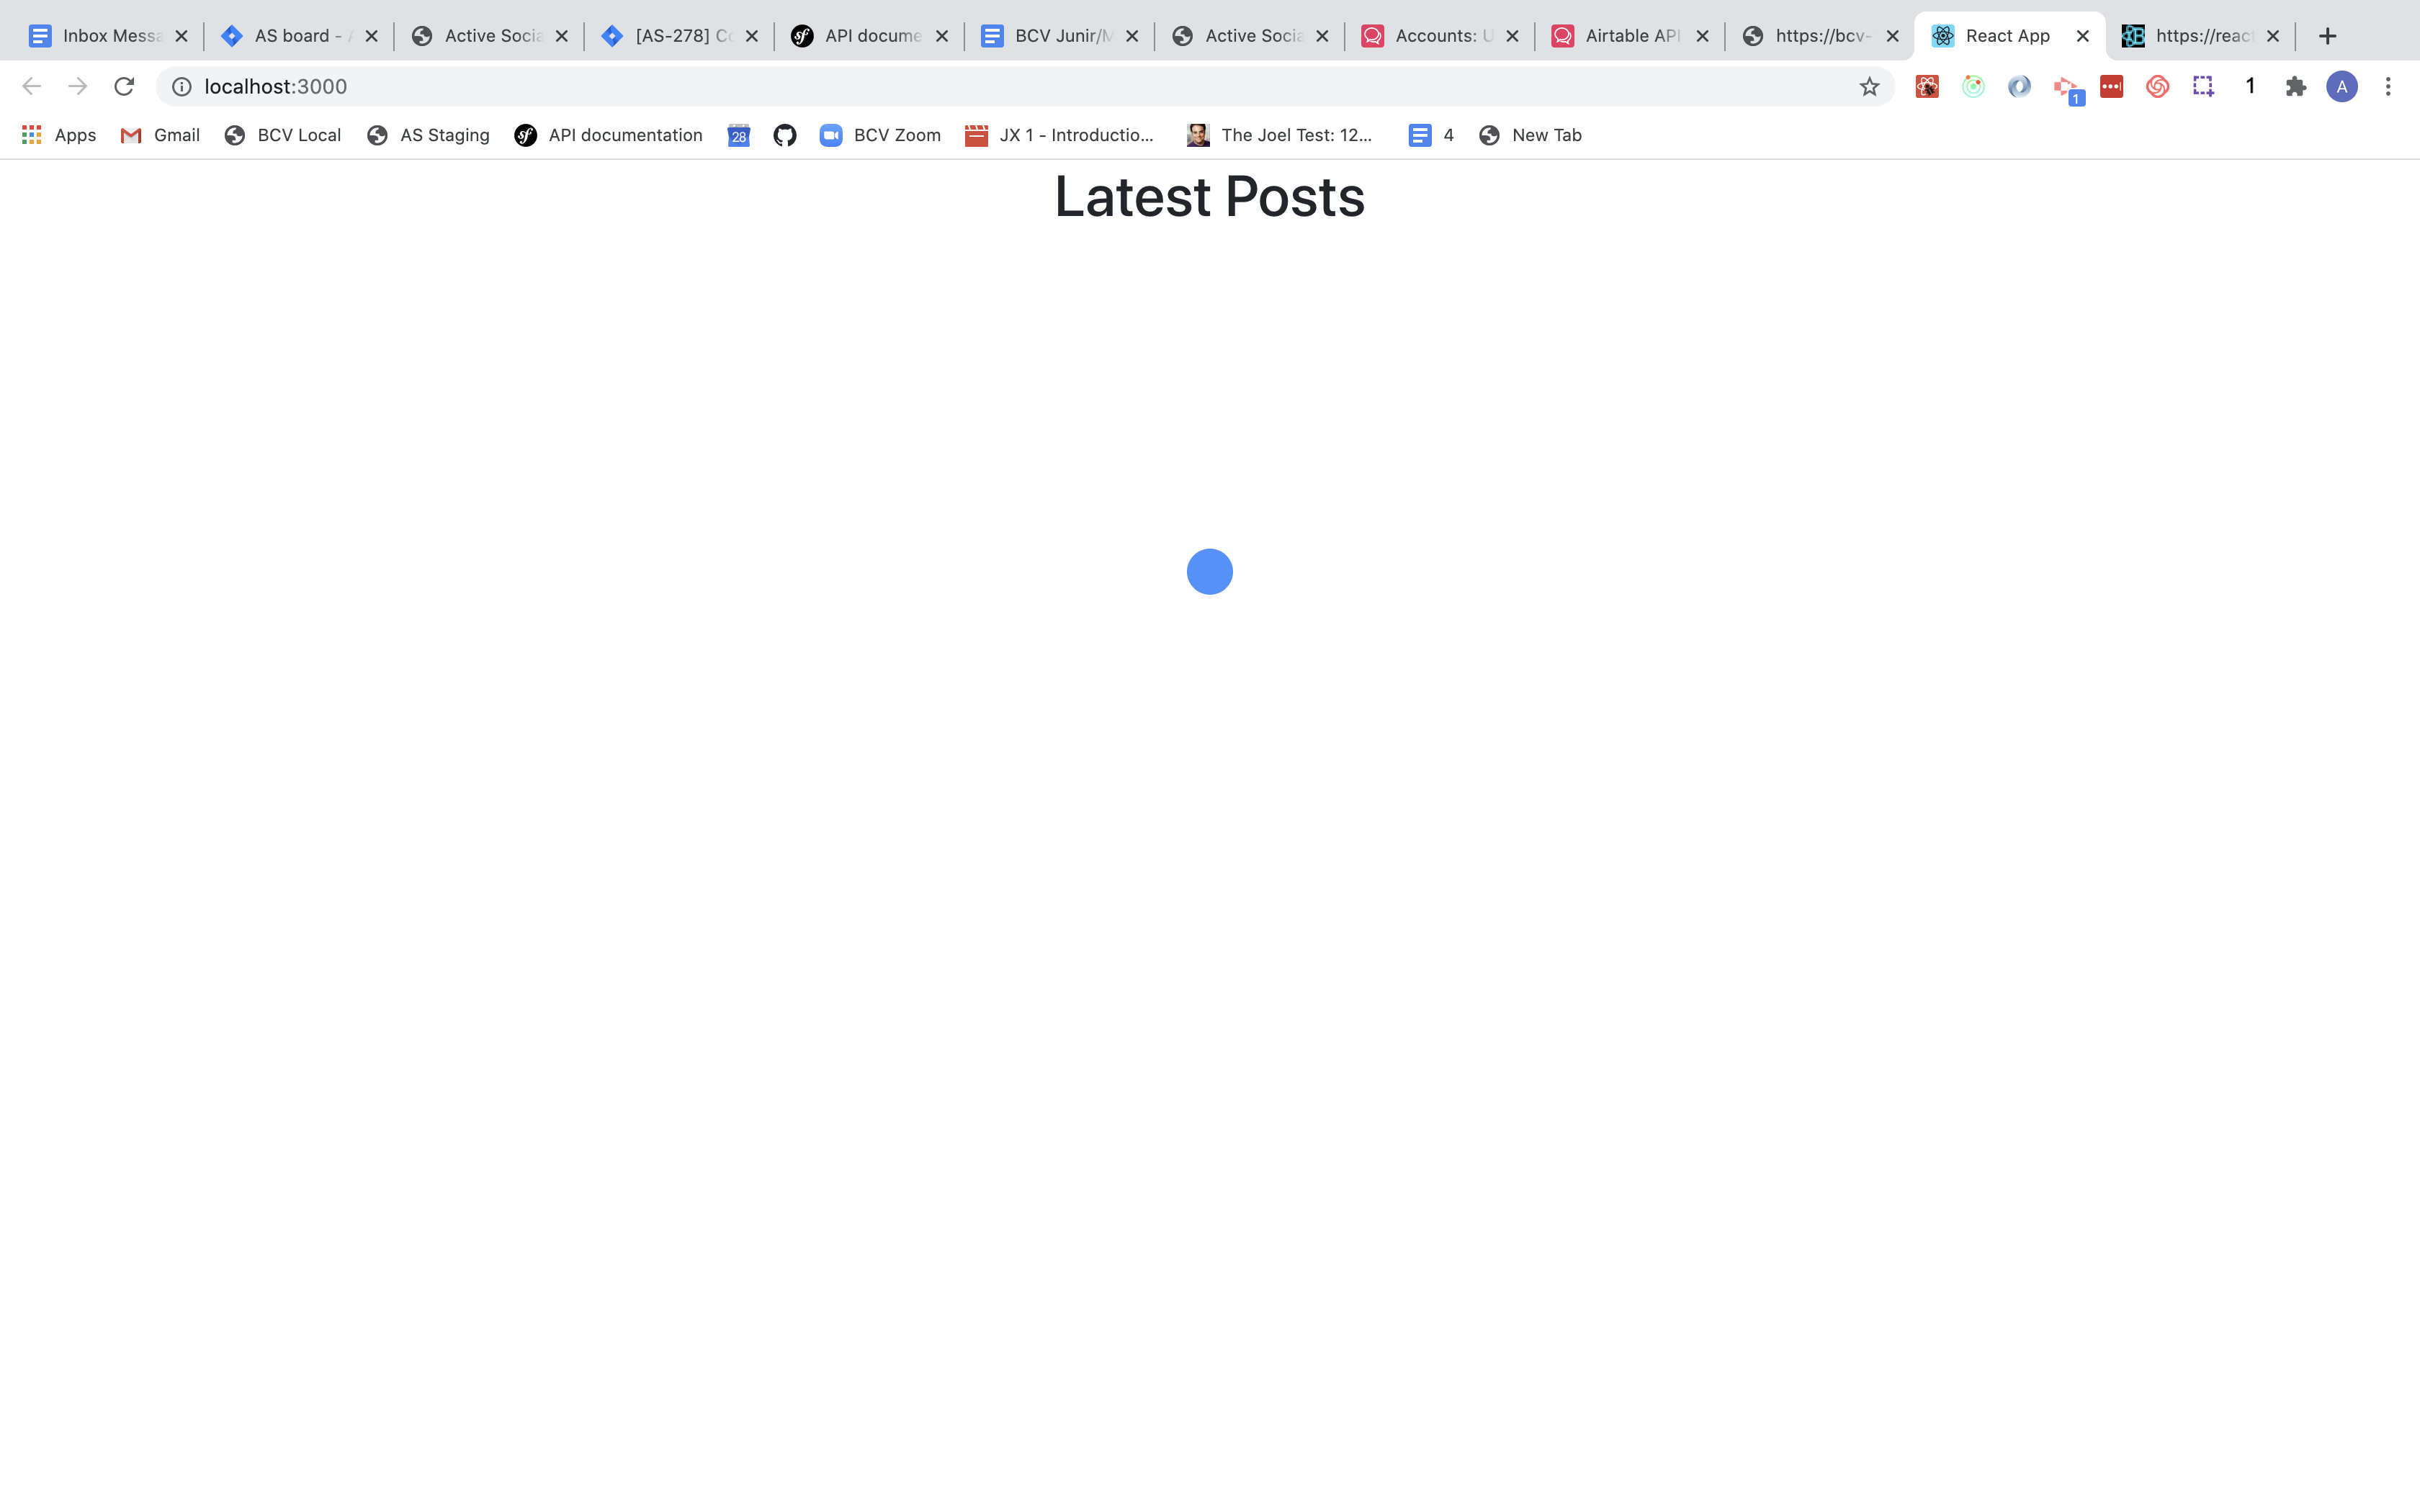 Inbox Messa
AS board - A
Active Socia
[AS-278] Co
API docume
BCV Junir/M
Active Socia
Accounts: U
Airtable API
https://bcv-
React App
https://reac
localhost:3000
1
1
A
Apps
Gmail
BCV Local
AS Staging
sf
API documentation
28
BCV Zoom
JX 1 - Introductio...
The Joel Test: 12...
4
New Tab
Latest Posts